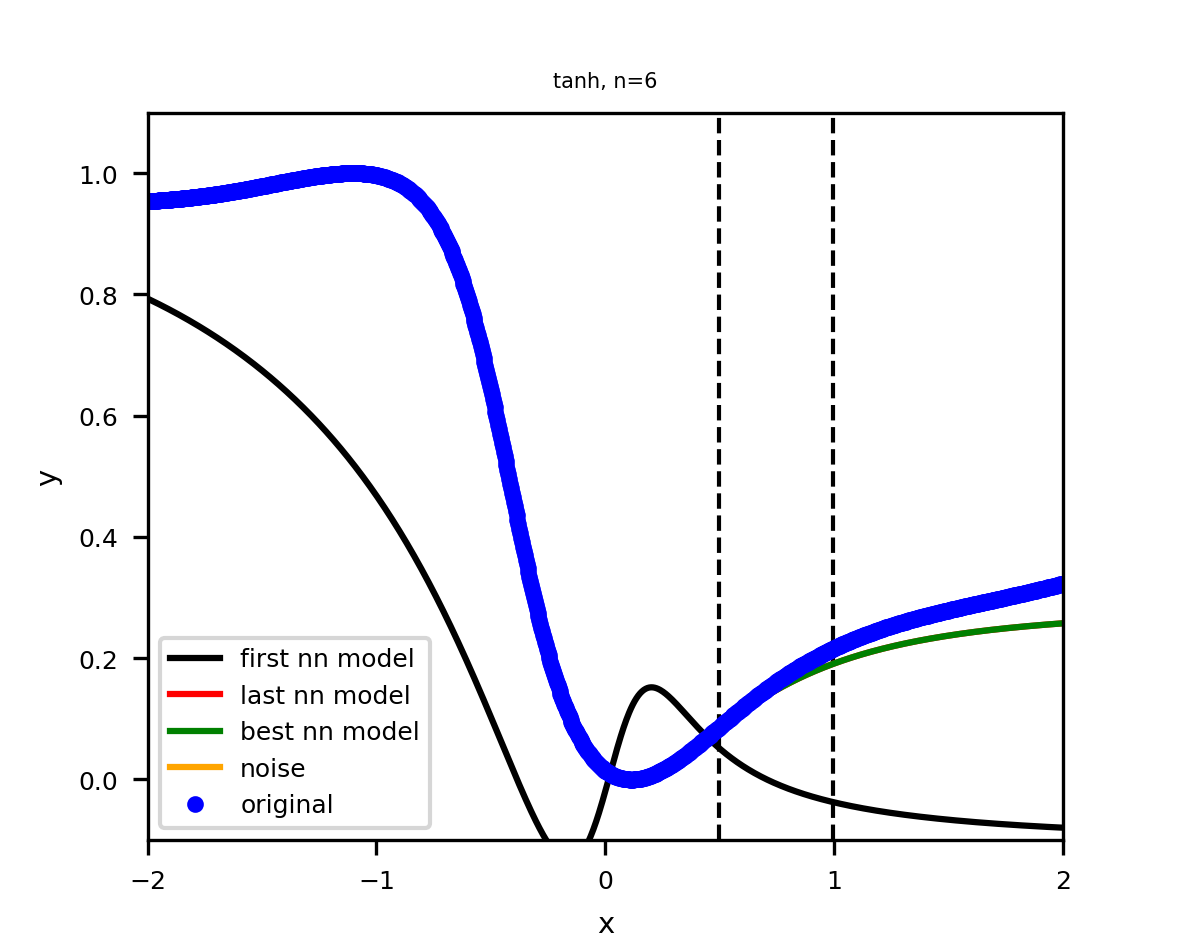 tanh, n=6
1.0
0.8
0.6
0.4
0.2
0.0
y
first nn model
last nn model
best nn model
noise
original
−2
−1
0
1
2
x